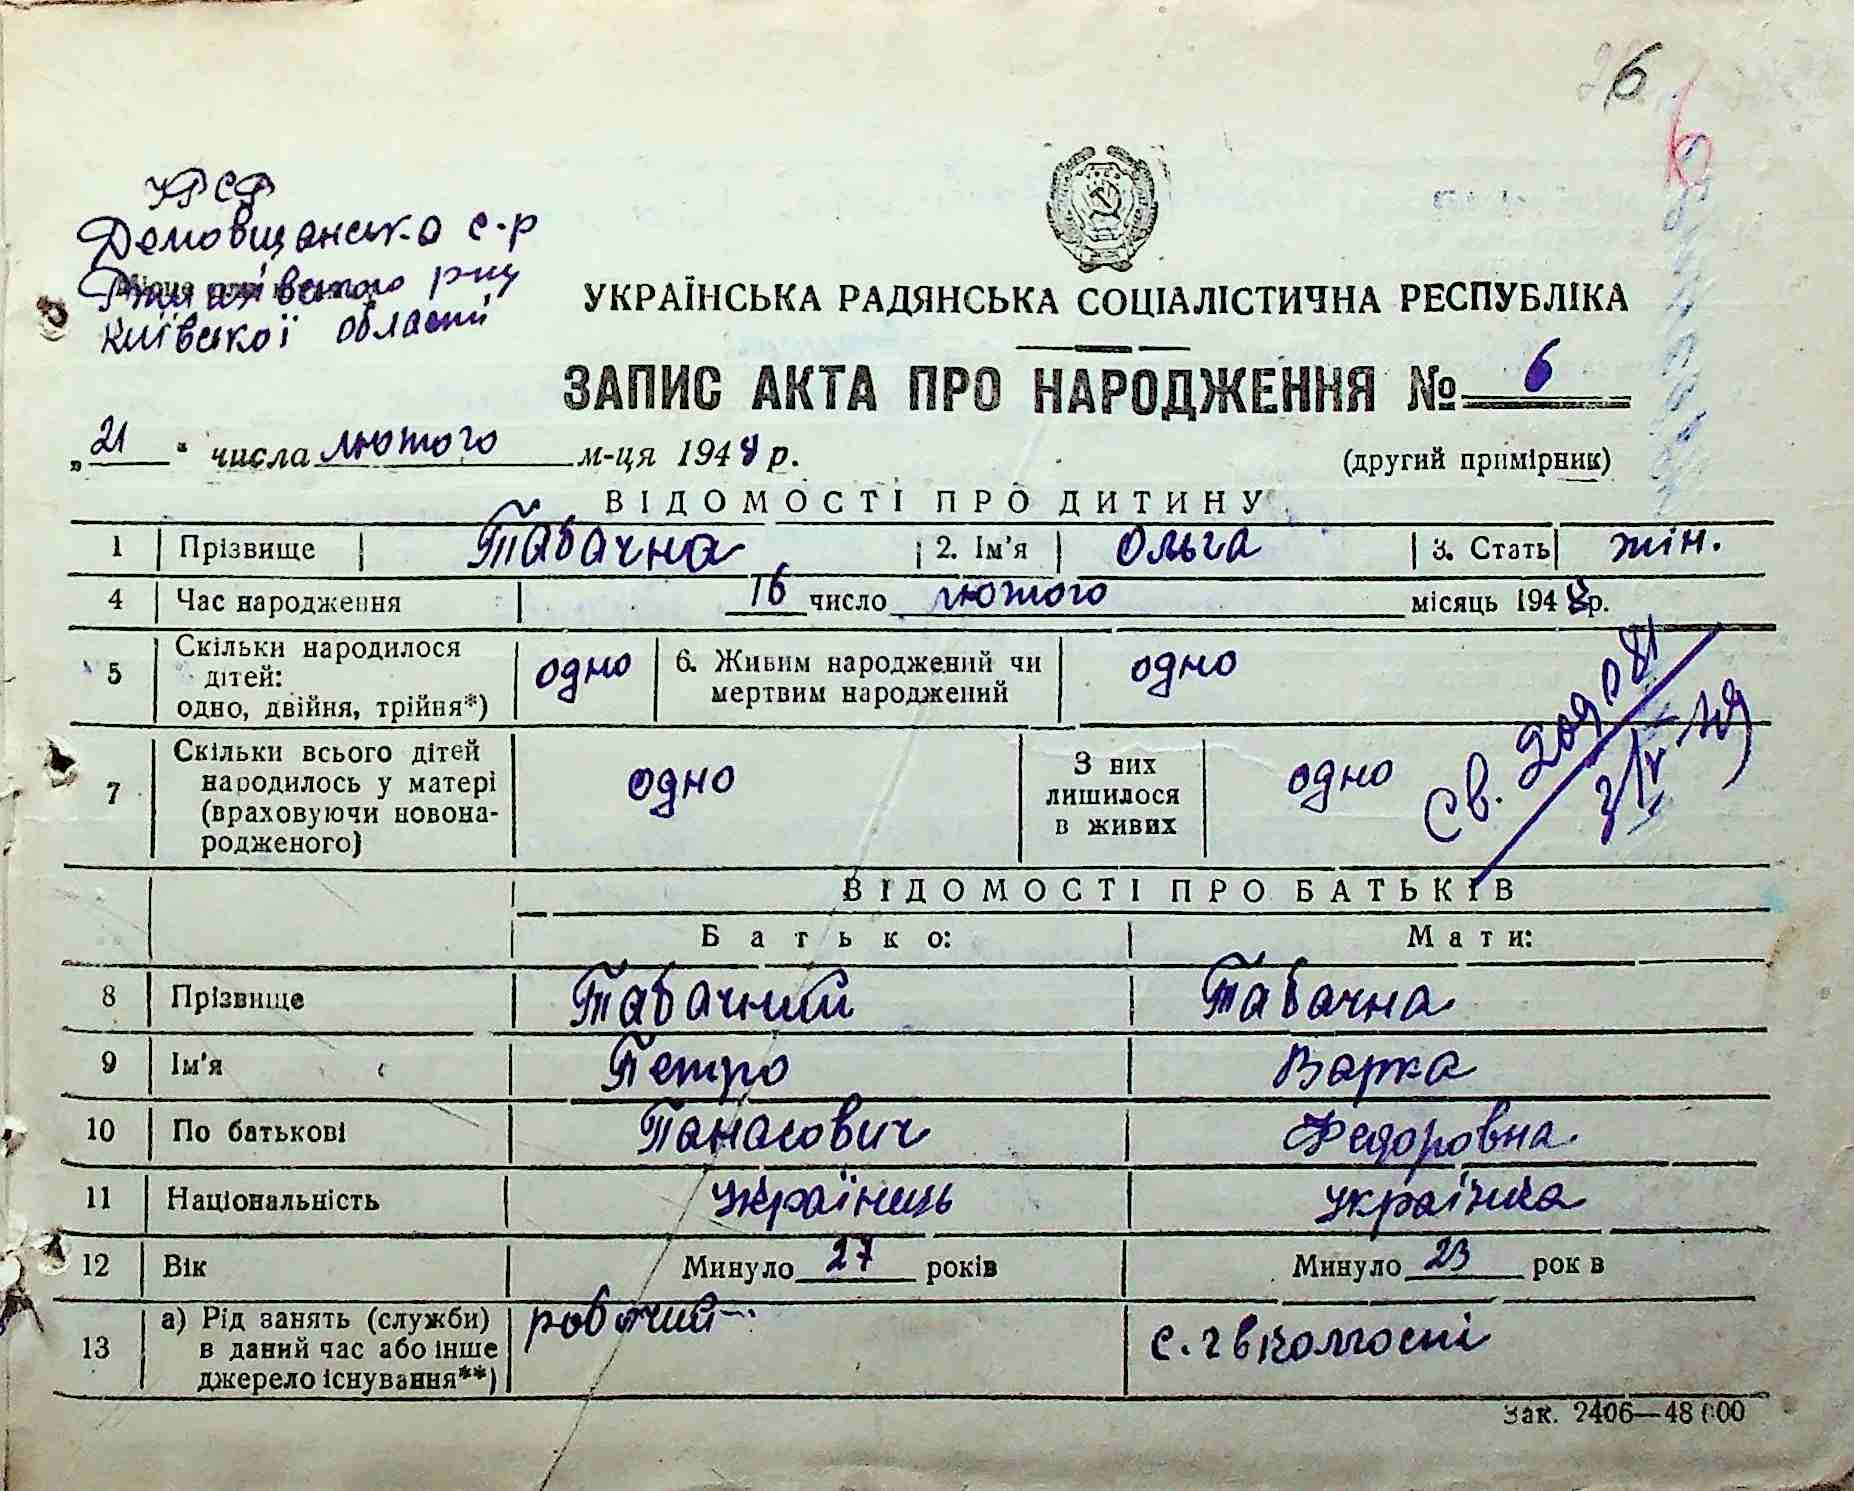 6
6
УРСР
Демовщанська с-р
Ржищівського р-ну
Київської області
УКРАЇНСЬКА РАДЯНСЬКА СОЦІАЛІСТИЧНА РЕСПУБЛІКА
ЗАПИС АКТА ПРО НАРОДЖЕННЯ № 6
„21“ числа лютого м-ця 1948 р.
(другий примірник)
ВІДОМОСТІ ПРО ДИТИНУ
1 Прізвище Табачна 2. Ім'я Ольга 3. Стать жін.
4 Час народження 16 число лютого місяць 1948 р.
5 Скільки народилося дітей: одно, двійня, трійня*) одно 6. Живим народжений чи мертвим народжений одно
7 Скільки всього дітей народилось у матері (враховуючи новонародженого) одно З них лишилося в живих одно
Св.
ВІДОМОСТІ ПРО БАТЬКІВ
Батько: Мати:
8 Прізвище Табачний Табачна
9 Ім'я Петро Варка
10 По батькові Панасович Федоровна
11 Національність Українець Українка
12 Вік Минуло 27 років Минуло 23 рок в
13 а) Рід занять (служби) в даний час або інше джерело існування**) робочий с. г в колгоспі
Зак. 2406—48 000